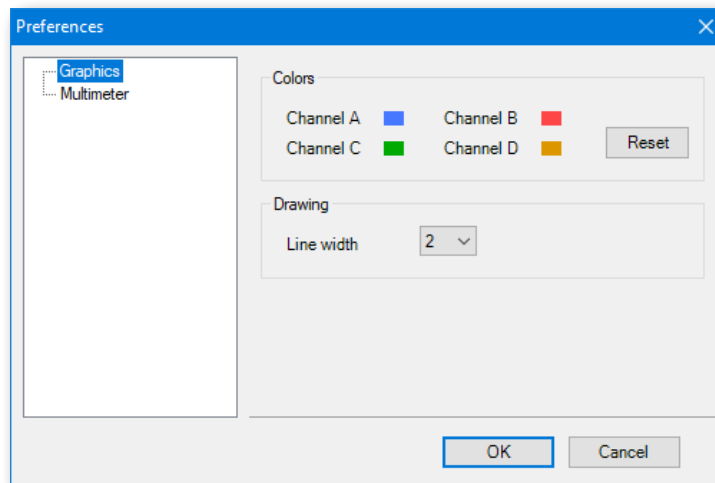 Preferences
Graphics
Multimeter
Colors
Channel A
Channel B
Channel C
Channel D
Reset
Drawing
Line width
2
OK
Cancel